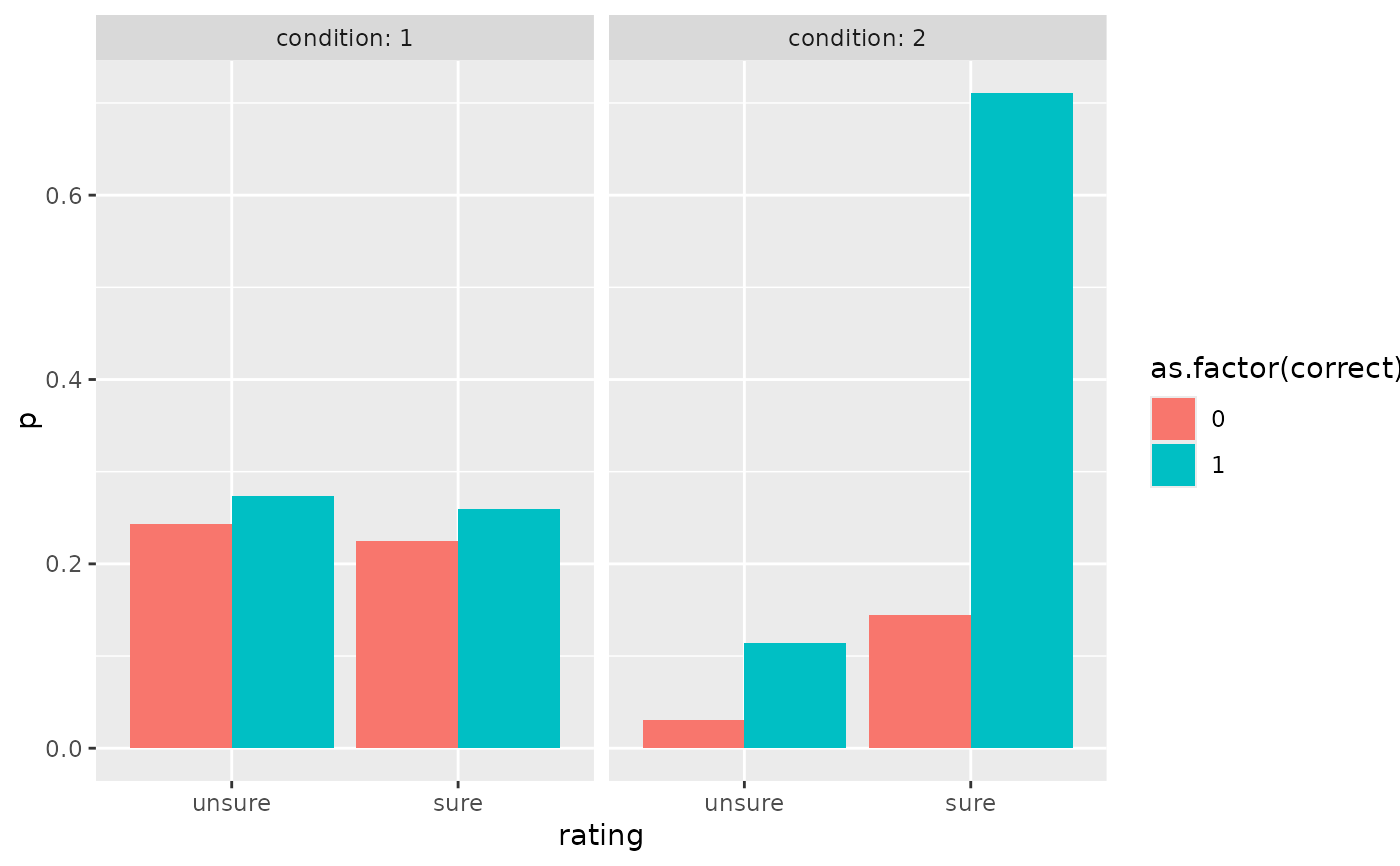 condition: 1
condition: 2
0.6
0.4
0.2
0.0
p
unsure
sure
unsure
sure
rating
as.factor(correct)
0
1